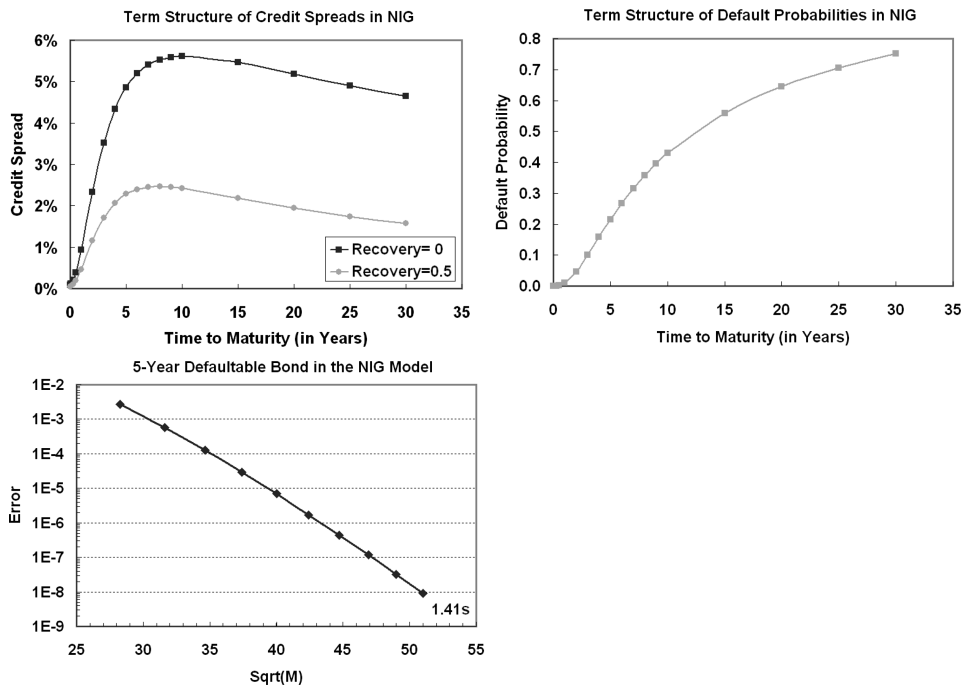 Term Structure of Credit Spreads in NIG
6%
5%
4%
3%
2%
1%
0%
Credit Spread
Recovery= 0
Recovery=0.5
0 5 10 15 20 25 30 35
Time to Maturity (in Years)
Term Structure of Default Probabilities in NIG
0.8
0.7
0.6
0.5
0.4
0.3
0.2
0.1
0.0
Default Probability
0 5 10 15 20 25 30 35
Time to Maturity (in Years)
5-Year Defaultable Bond in the NIG Model
1E-2
1E-3
1E-4
1E-5
1E-6
1E-7
1E-8
1E-9
Error
1.41s
25 30 35 40 45 50 55
Sqrt(M)